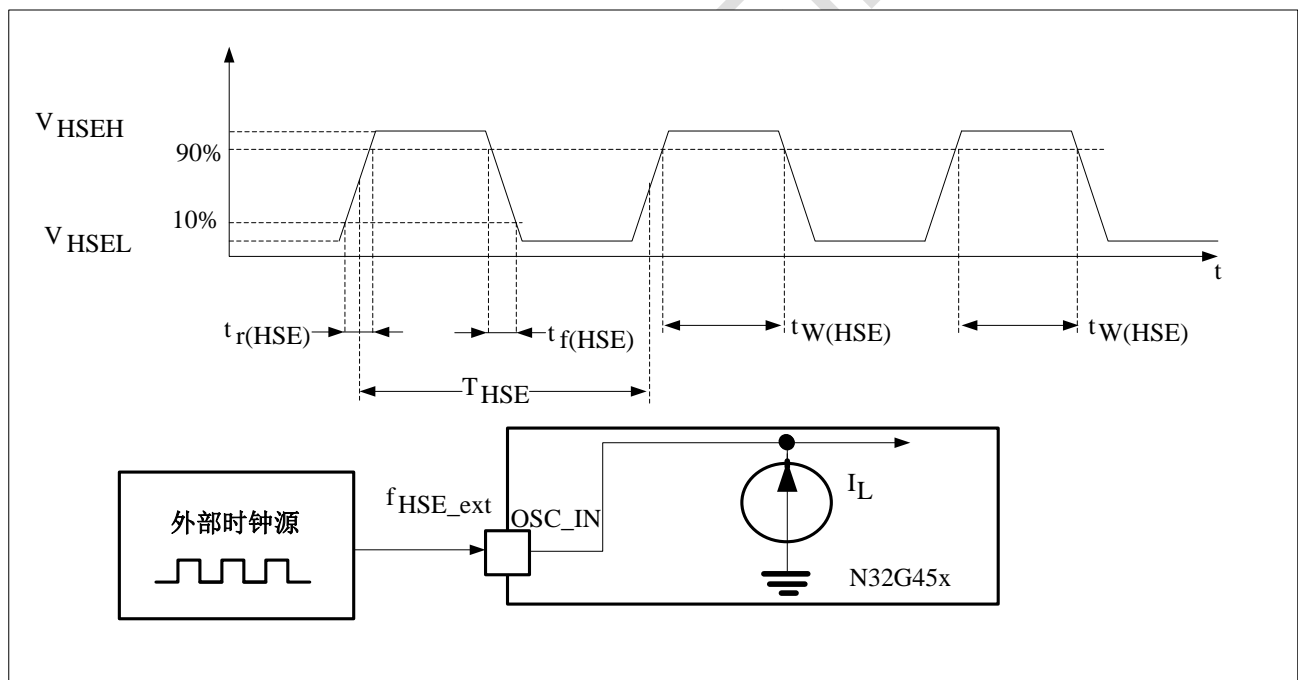 V HSEH
90%
10%
V HSEL
t
t r(HSE)
t f(HSE)
t W(HSE)
t W(HSE)
T HSE
外部时钟源
f HSE_ext
OSC_IN
I L
N32G45x